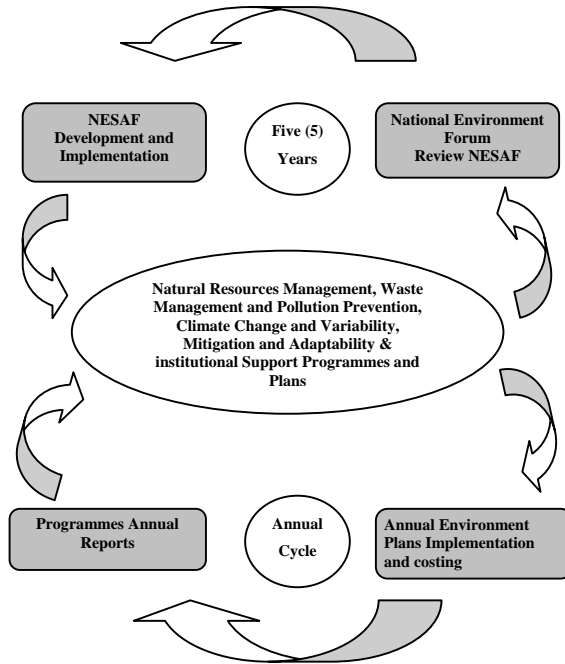 NESAF
Development and
Implementation
Five (5)
Years
National Environment
Forum
Review NESAF
Natural Resources Management, Waste
Management and Pollution Prevention,
Climate Change and Variability,
Mitigation and Adaptability &
institutional Support Programmes and
Plans
Programmes Annual
Reports
Annual
Cycle
Annual Environment
Plans Implementation
and costing